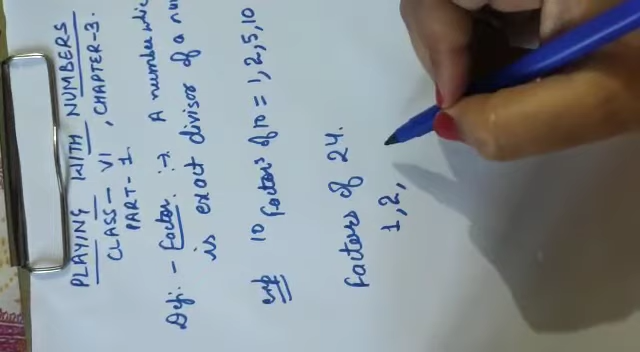 PLAYING WITH NUMBERS
CLASS - VI, CHAPTER-3.
PART-1.
Def. - Factor :→ A number
is exact divisor of a
exp 10 Factors of 10 = 1, 2, 5, 10
Factors of 24.
1, 2,